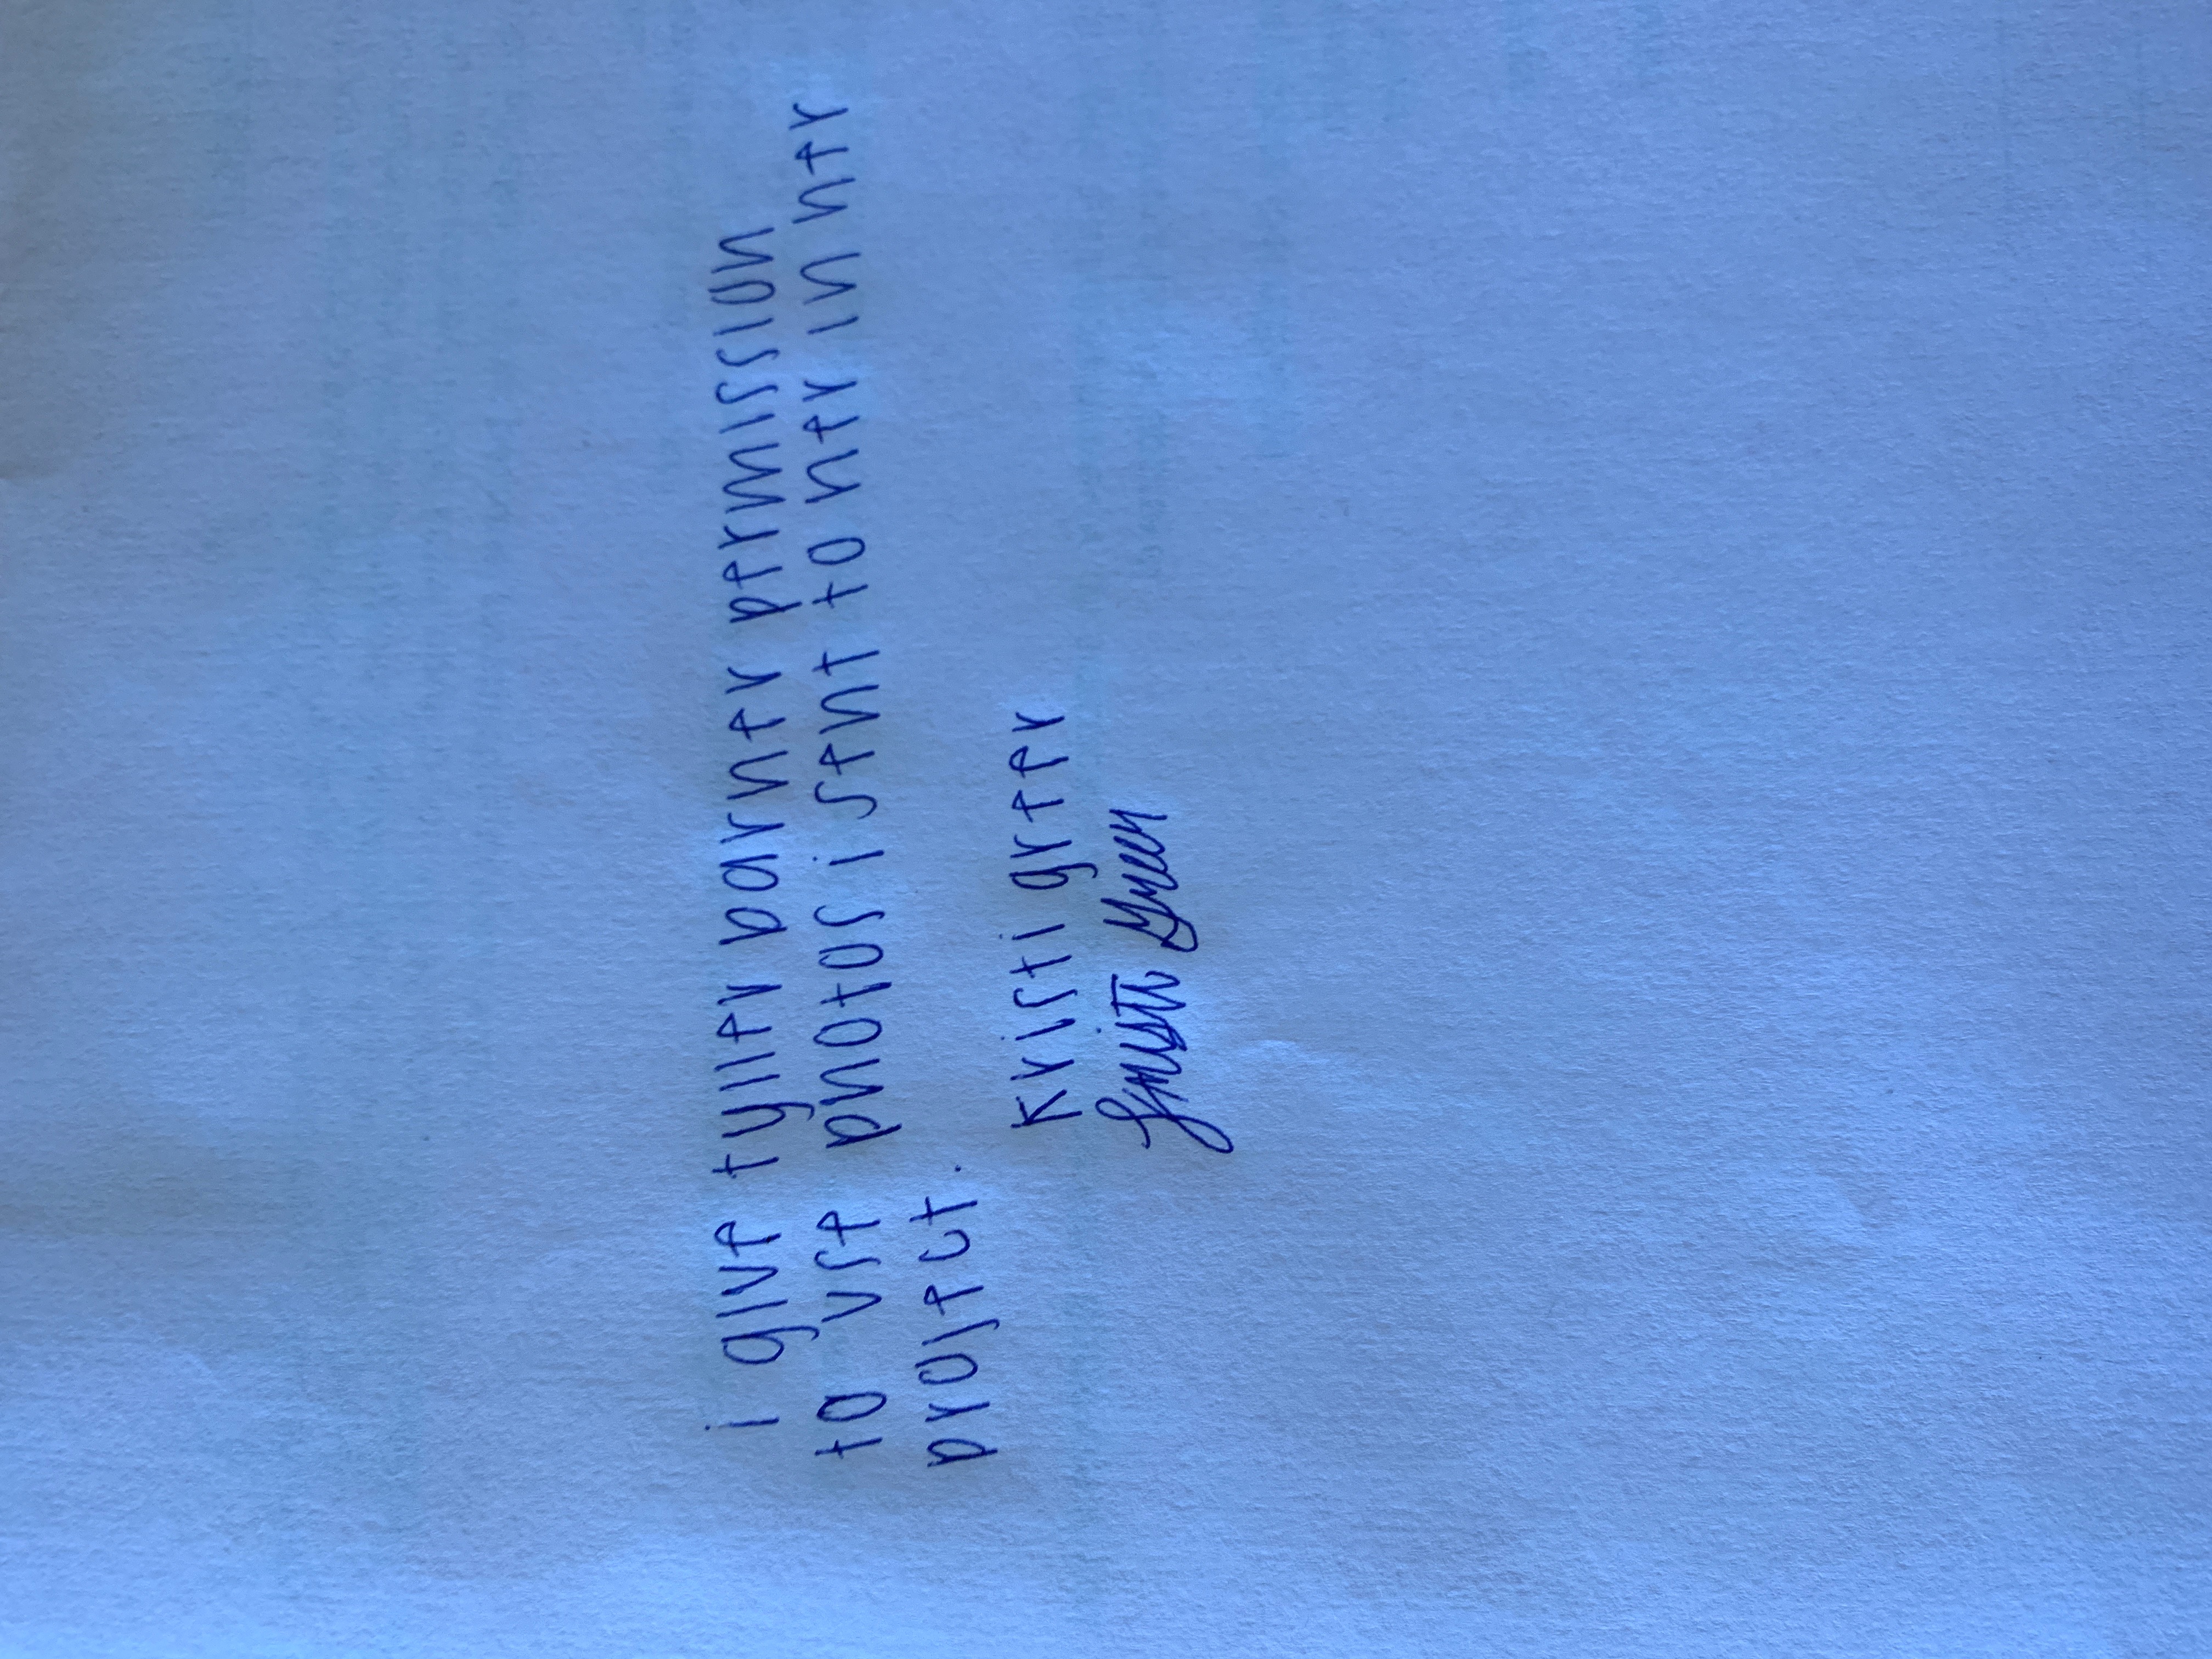 i give tyller barner permission
to use photos i sent to her in her
project.
kristi greer
Kristi Greer